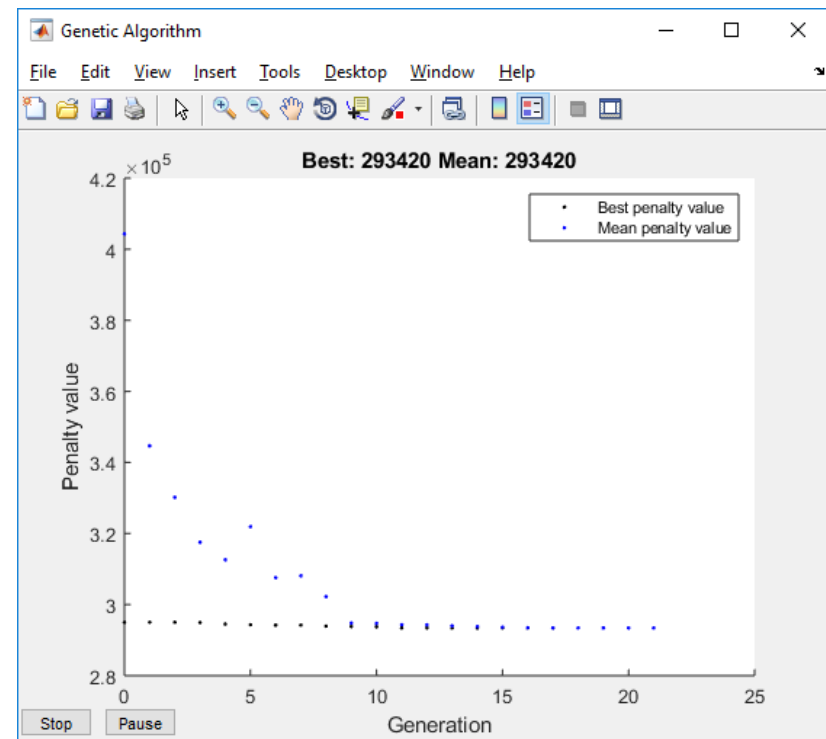 Genetic Algorithm
File Edit View Insert Tools Desktop Window Help
Best: 293420 Mean: 293420
×10⁵
4.2
4
3.8
3.6
3.4
3.2
3
2.8
Penalty value
Best penalty value
Mean penalty value
0 5 10 15 20 25
Generation
Stop Pause